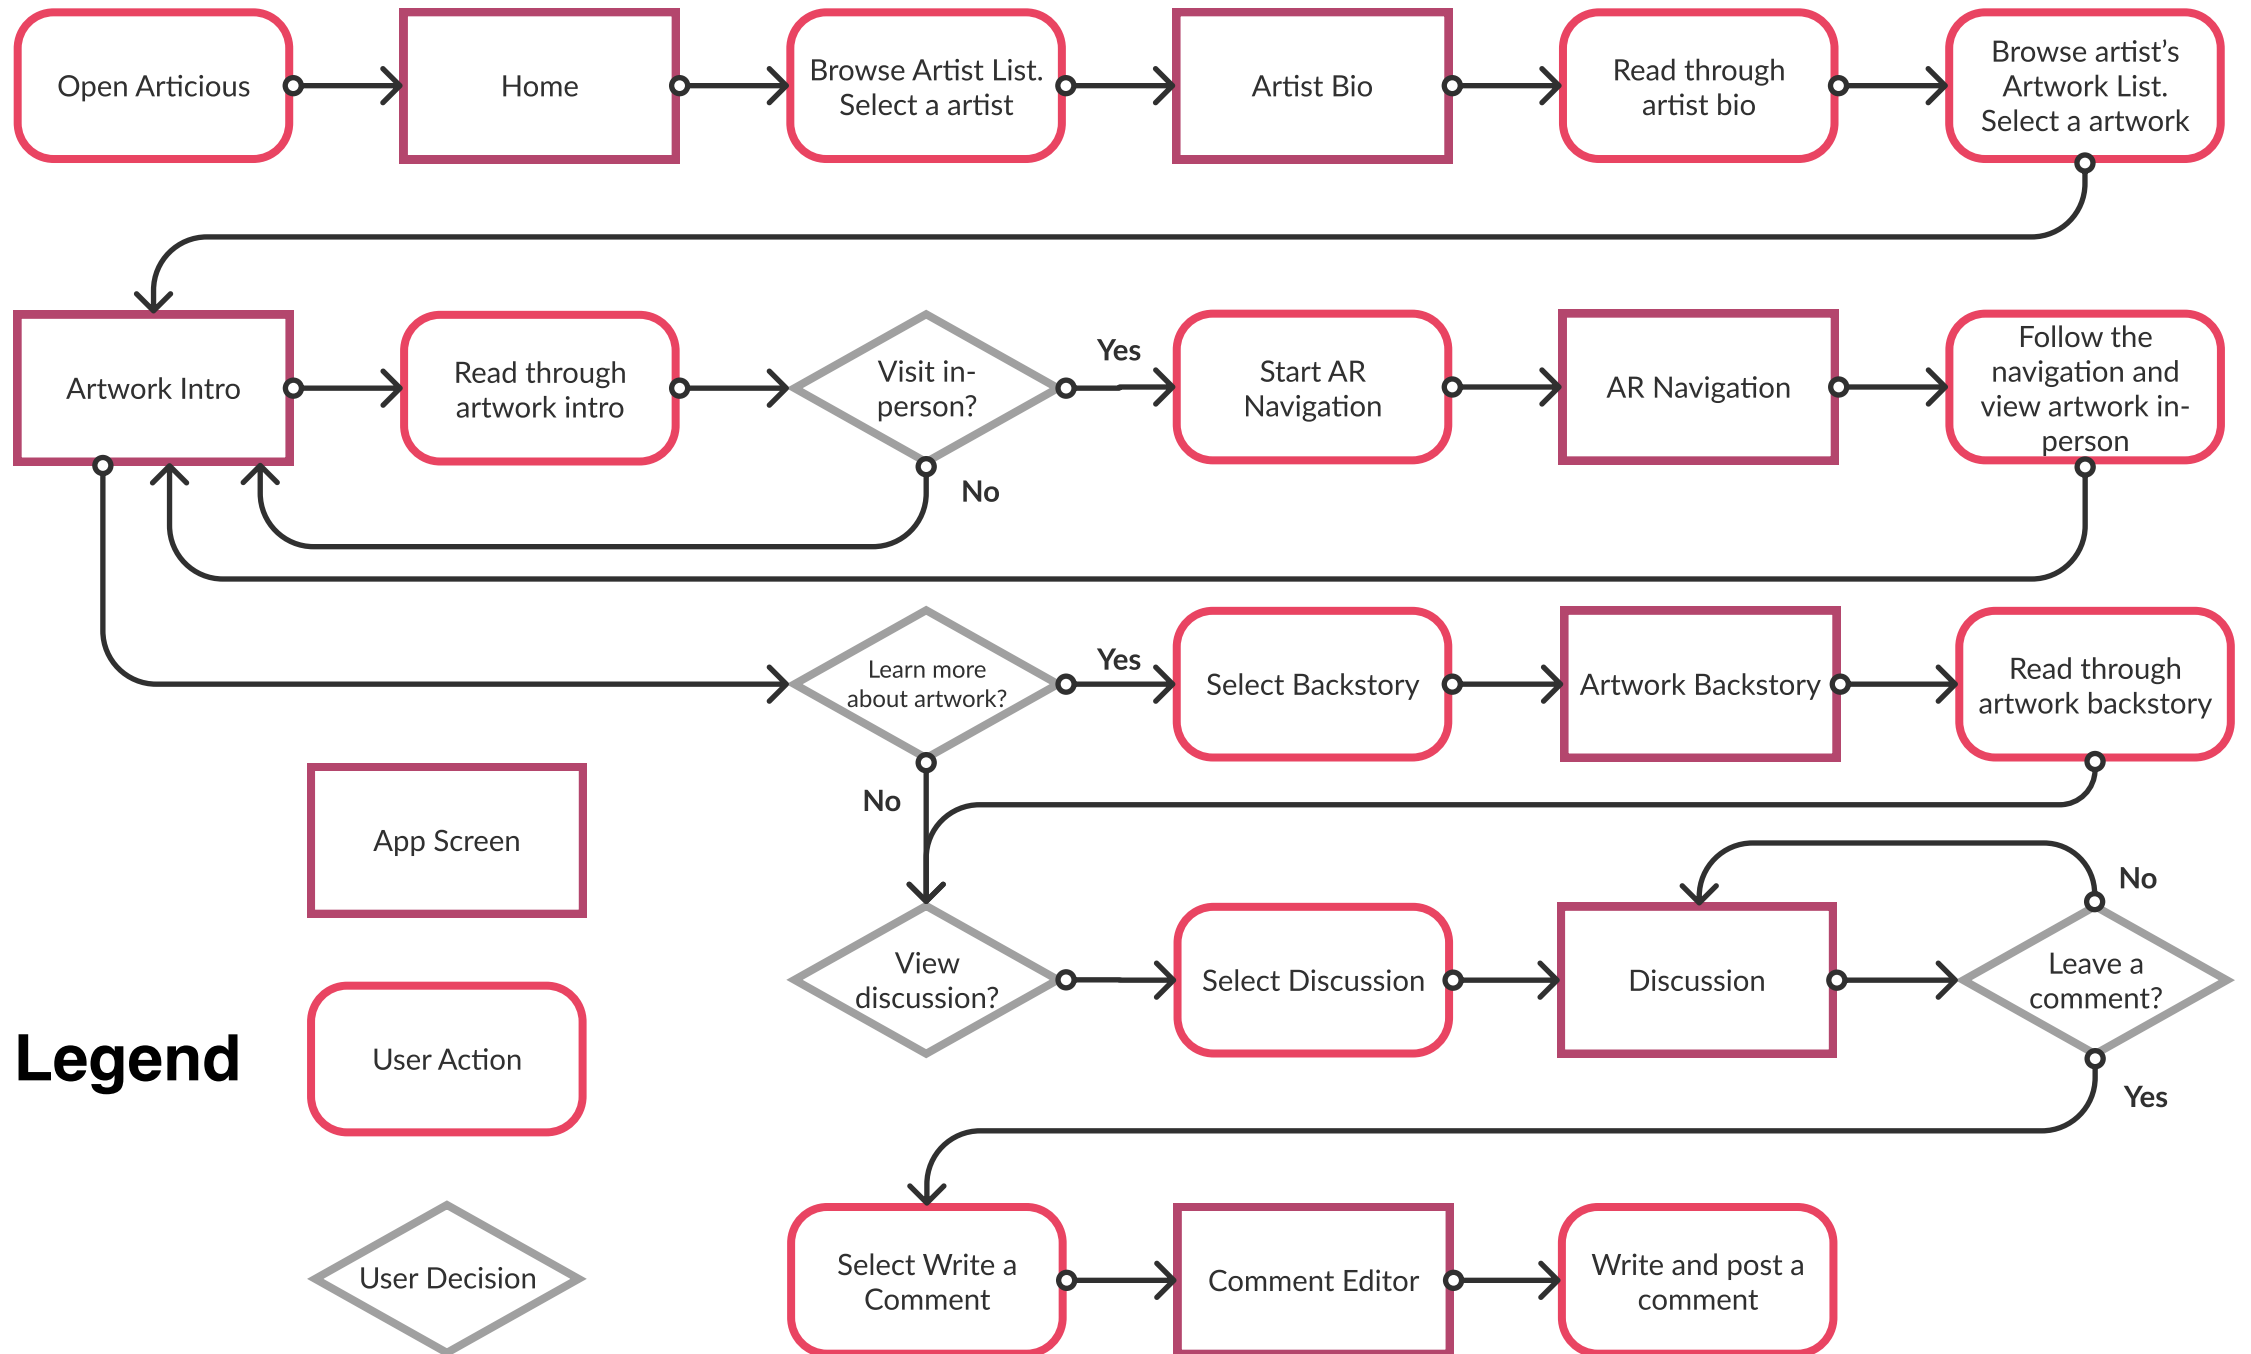 Open Articious
Home
Browse Artist List.
Select a artist
Artist Bio
Read through
artist bio
Browse artist’s
Artwork List.
Select a artwork
Artwork Intro
Read through
artwork intro
Visit in-
person?
Yes
No
Start AR
Navigation
AR Navigation
Follow the
navigation and
view artwork in-
person
Learn more
about artwork?
Yes
No
Select Backstory
Artwork Backstory
Read through
artwork backstory
View
discussion?
Select Discussion
Discussion
Leave a
comment?
No
Yes
Select Write a
Comment
Comment Editor
Write and post a
comment
Legend
App Screen
User Action
User Decision